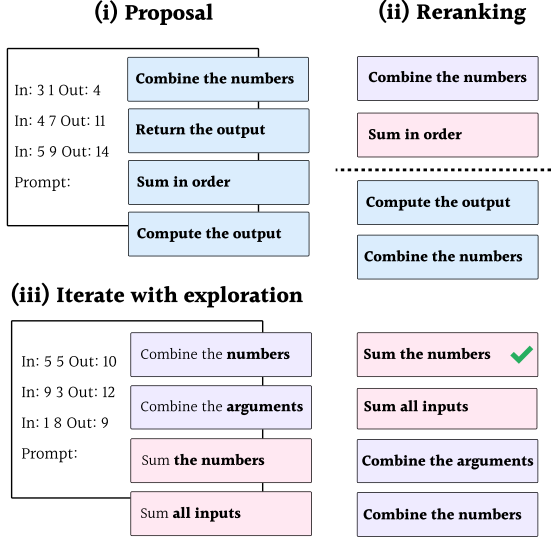 (i) Proposal
In: 3 1 Out: 4
In: 4 7 Out: 11
In: 5 9 Out: 14
Prompt:
Combine the numbers
Return the output
Sum in order
Compute the output
(ii) Reranking
Combine the numbers
Sum in order
Compute the output
Combine the numbers
(iii) Iterate with exploration
In: 5 5 Out: 10
In: 9 3 Out: 12
In: 1 8 Out: 9
Prompt:
Combine the numbers
Combine the arguments
Sum the numbers
Sum all inputs
Sum the numbers
Sum all inputs
Combine the arguments
Combine the numbers